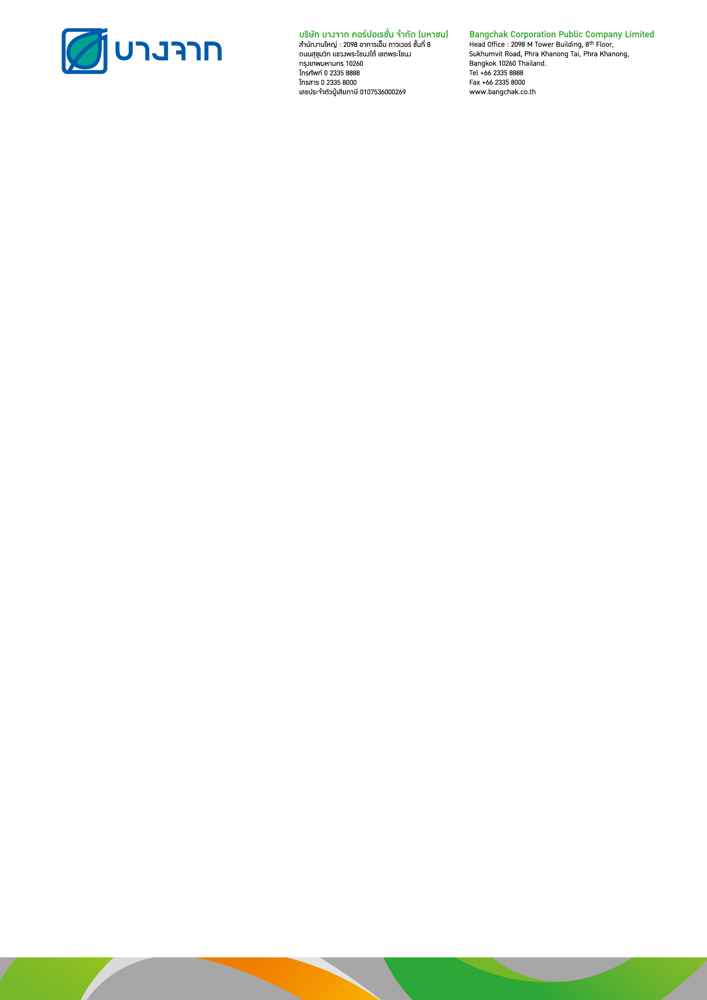 บางจาก
บริษัท บางจาก คอร์ปอเรชั่น จำกัด (มหาชน)
สำนักงานใหญ่ : 2098 อาคารเอ็ม ทาวเวอร์ ชั้นที่ 8
ถนนสุขุมวิท แขวงพระโขนงใต้ เขตพระโขนง
กรุงเทพมหานคร 10260
โทรศัพท์ 0 2335 8888
โทรสาร 0 2335 8000
เลขประจำตัวผู้เสียภาษี 0107536000269
Bangchak Corporation Public Company Limited
Head Office : 2098 M Tower Building, 8th Floor,
Sukhumvit Road, Phra Khanong Tai, Phra Khanong,
Bangkok 10260 Thailand.
Tel +66 2335 8888
Fax +66 2335 8000
www.bangchak.co.th